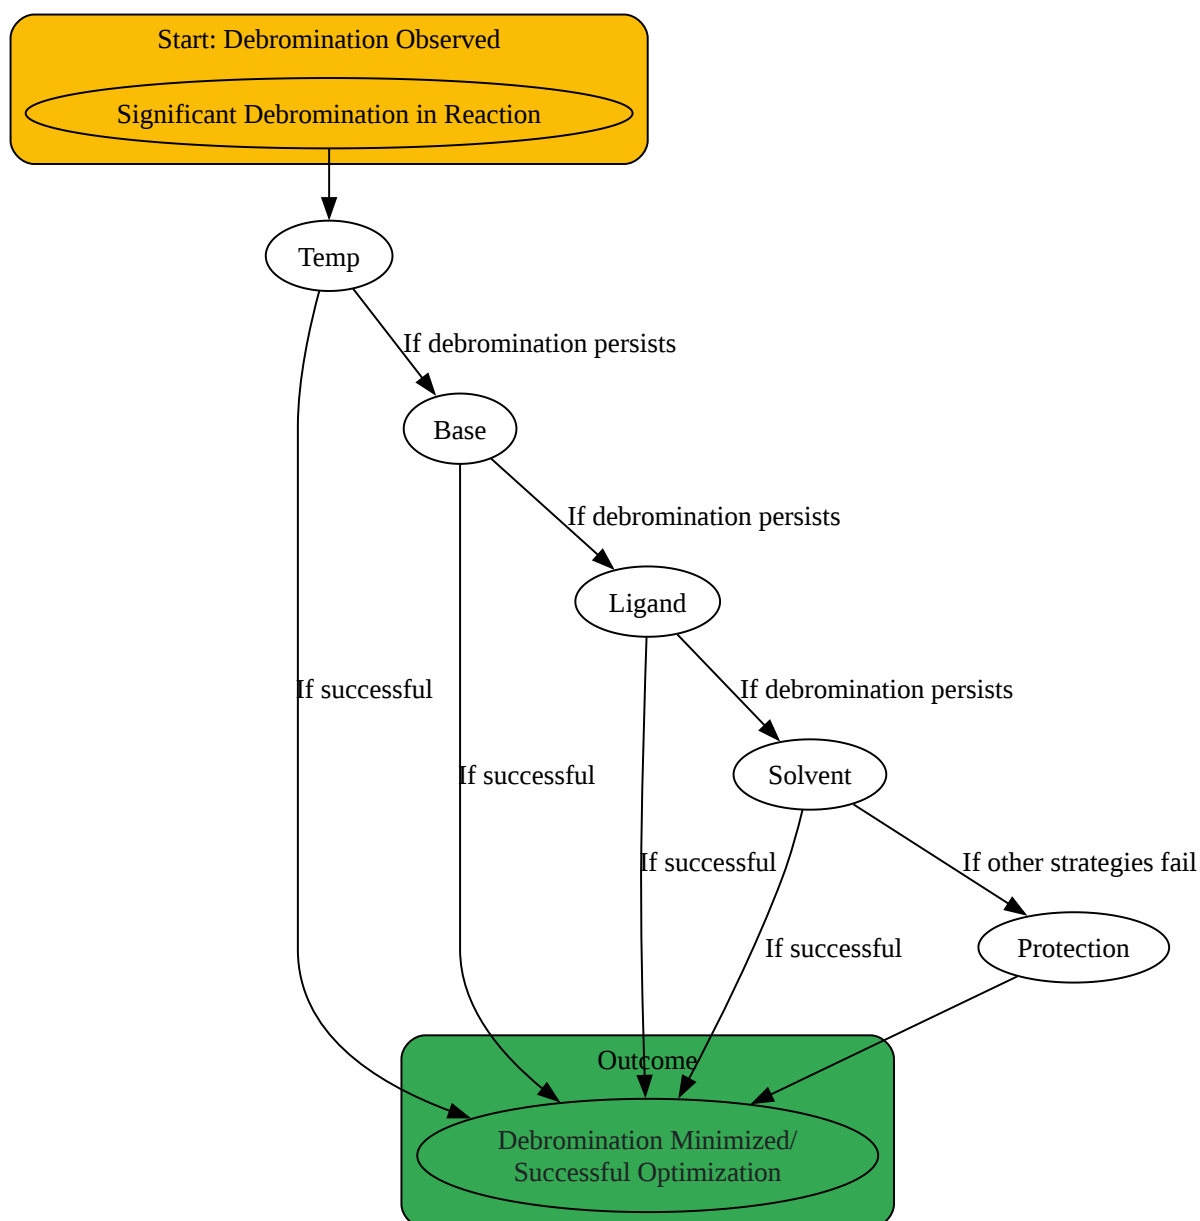 Start: Debromination Observed
Significant Debromination in Reaction
Temp
If debromination persists
Base
If debromination persists
Ligand
If successful
If debromination persists
If successful
Solvent
If successful
If other strategies fail
If successful
Protection
Outcome
Debromination Minimized/
Successful Optimization